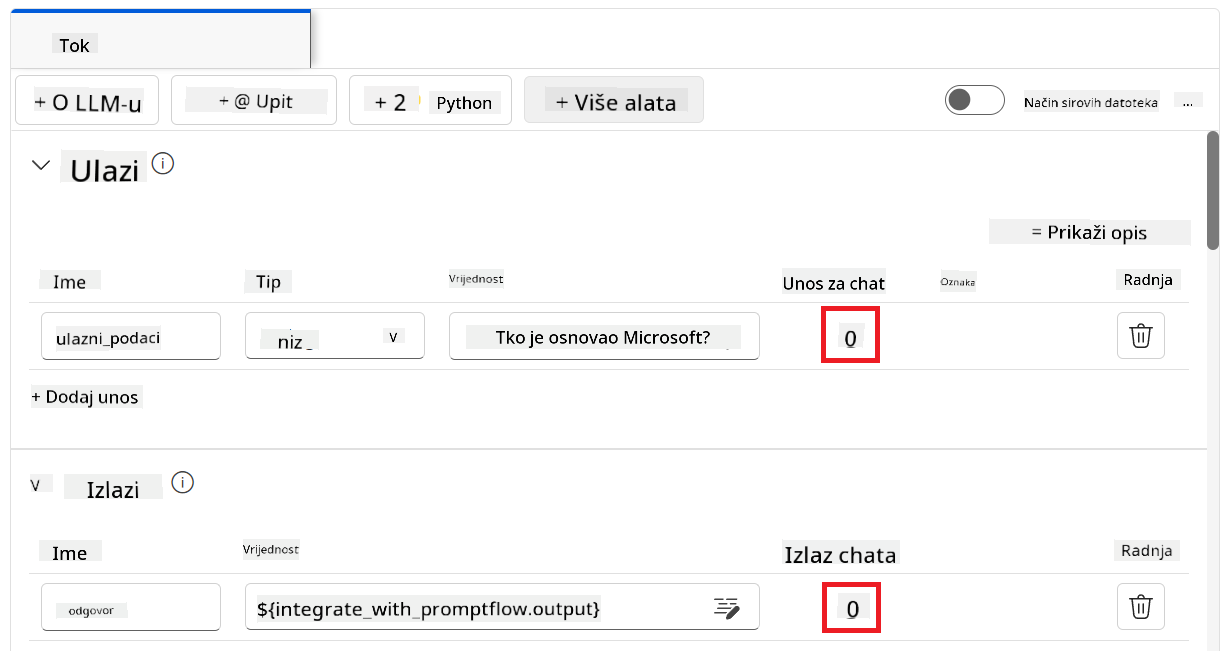 Tok
+ O LLM-u
+ @ Upit
+ 2 Python
+ Više alata
Način sirovih datoteka ...
Ulazi
= Prikaži opis
Ime Tip Vrijednost Unos za chat Oznaka Radnja
ulazni_podaci niz_ v Tko je osnovao Microsoft? 0
+ Dodaj unos
V Izlazi
Ime Vrijednost Izlaz chata Radnja
odgovor ${integrate_with_promptflow.output} 0